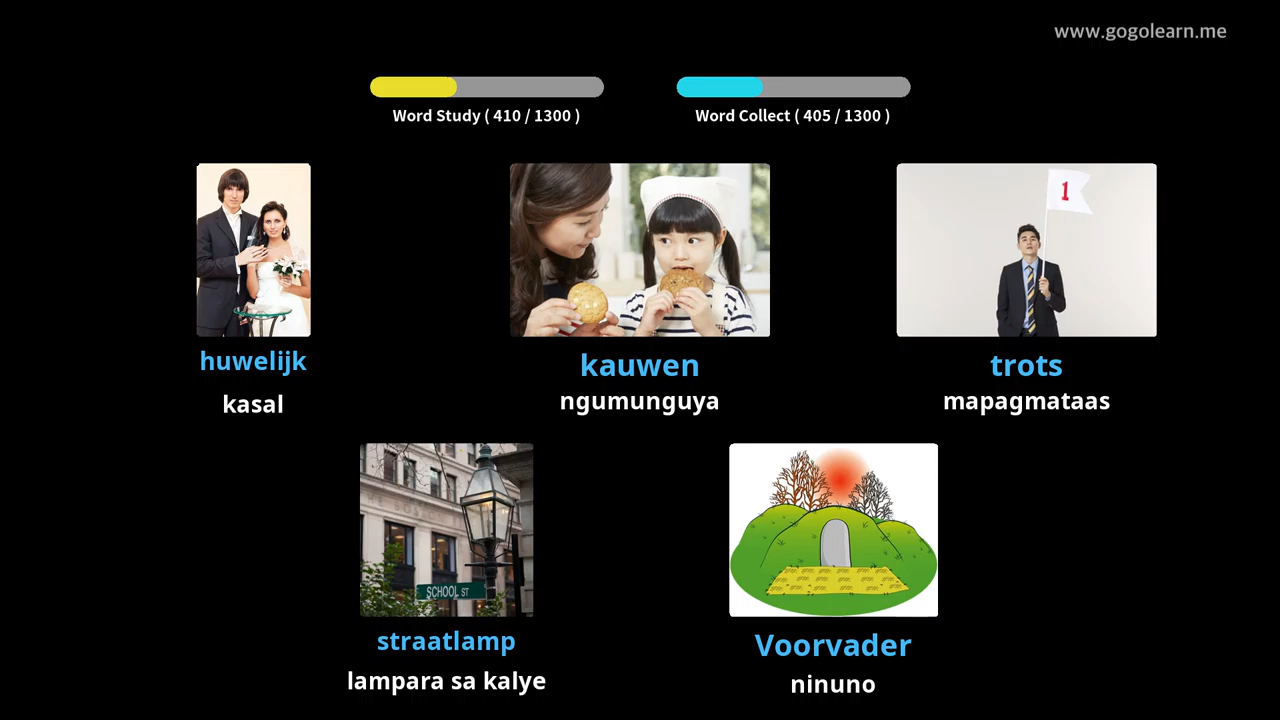 www.gogolearn.me
Word Study ( 410 / 1300 )
Word Collect ( 405 / 1300 )
1
huwelijk
kasal
kauwen
ngumunguya
trots
mapagmataas
SCHOOL ST
straatlamp
lampara sa kalye
Voorvader
ninuno